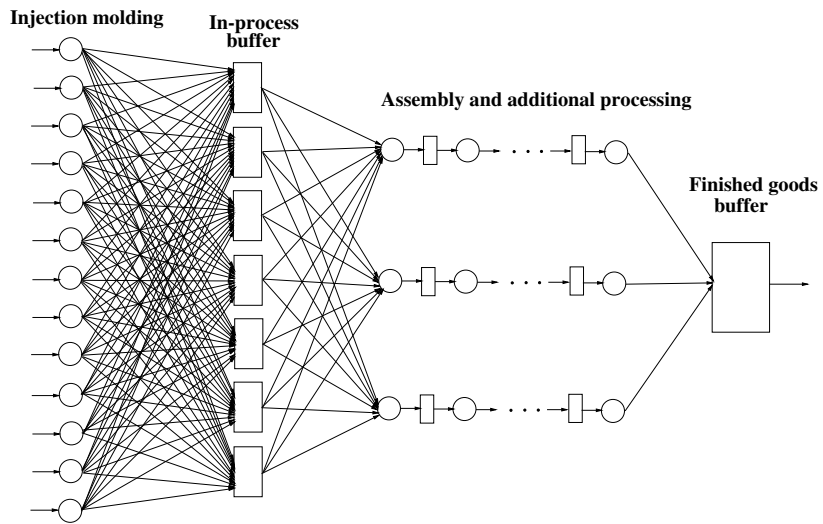 Injection molding
In-process
buffer
Assembly and additional processing
Finished goods
buffer